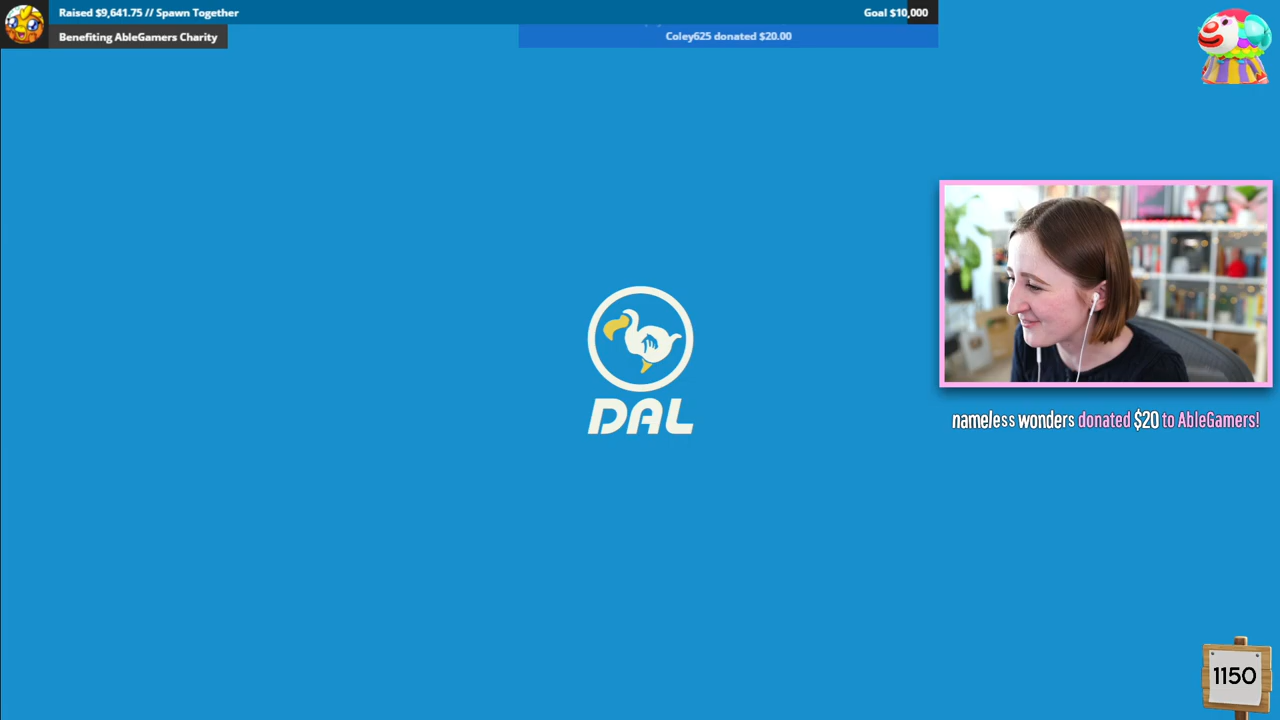 Raised $9,641.75 // Spawn Together
Goal $10,000
Benefiting AbleGamers Charity
Coley625 donated $20.00
DAL
nameless wonders donated $20 to AbleGamers!
1150